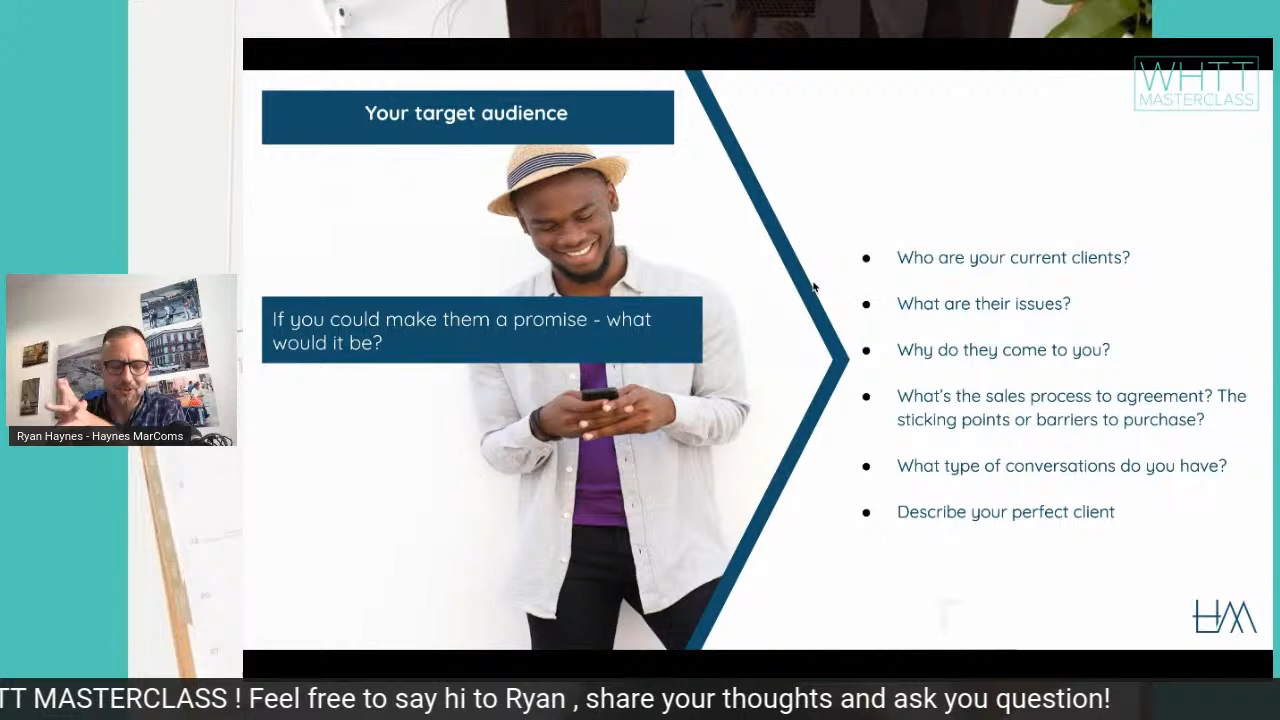 WHTT
MASTERCLASS
Your target audience
If you could make them a promise - what
would it be?
● Who are your current clients?
● What are their issues?
● Why do they come to you?
● What's the sales process to agreement? The
sticking points or barriers to purchase?
● What type of conversations do you have?
● Describe your perfect client
Ryan Haynes - Haynes MarComs
HM
TT MASTERCLASS ! Feel free to say hi to Ryan , share your thoughts and ask you question!